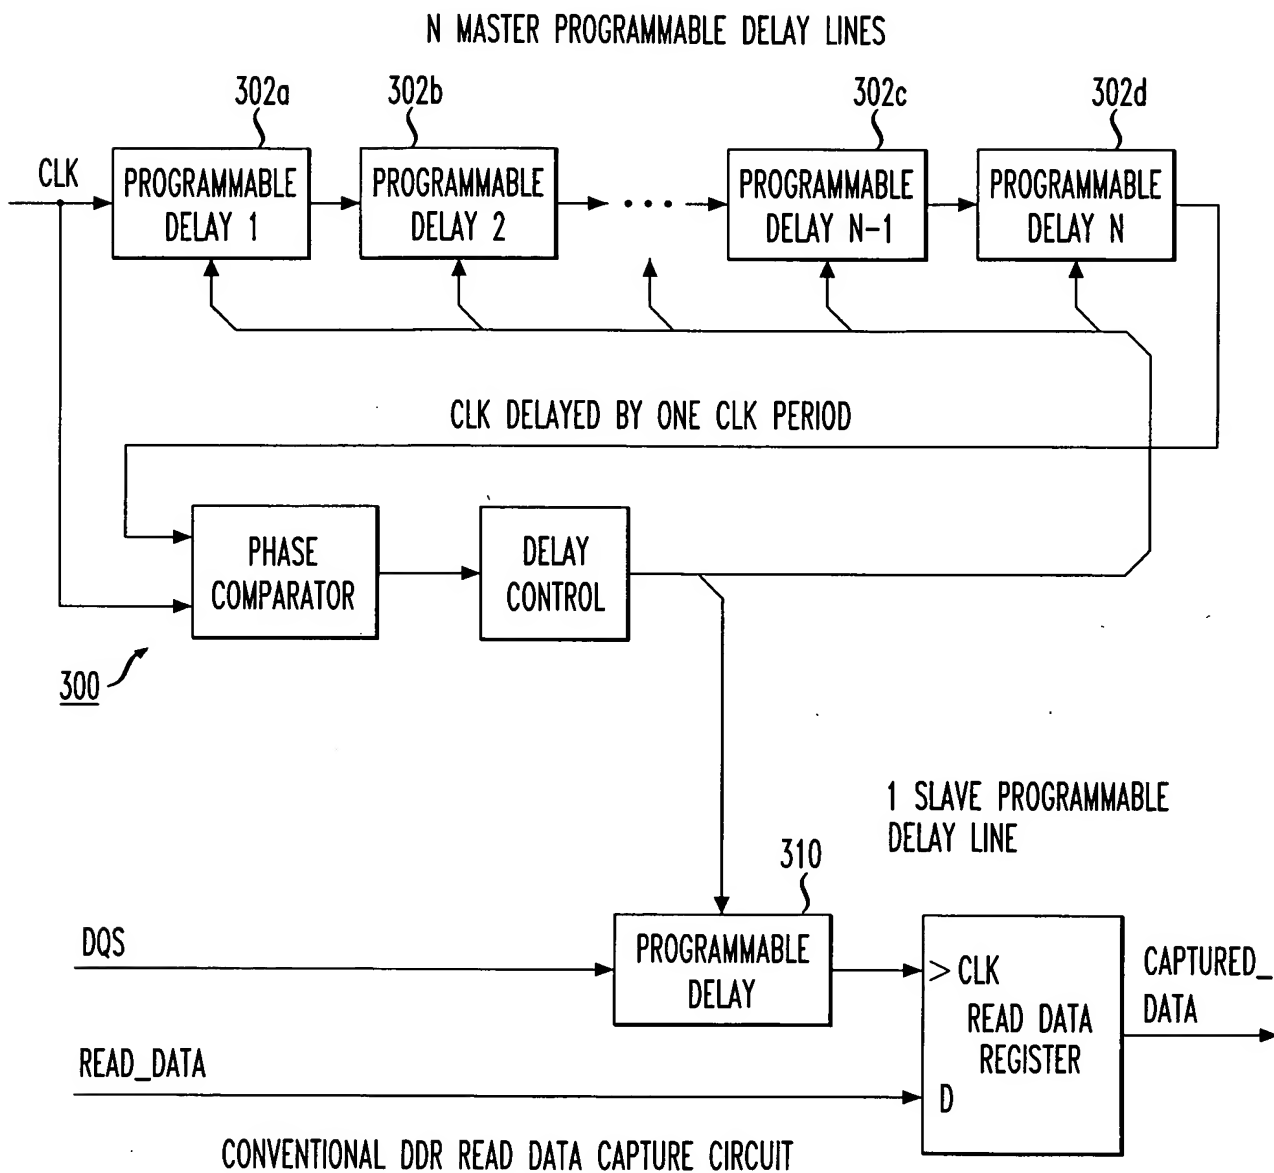 N MASTER PROGRAMMABLE DELAY LINES
302a
302b
302c
302d
CLK
PROGRAMMABLE
DELAY 1
PROGRAMMABLE
DELAY 2
PROGRAMMABLE
DELAY N-1
PROGRAMMABLE
DELAY N
CLK DELAYED BY ONE CLK PERIOD
PHASE
COMPARATOR
DELAY
CONTROL
300
1 SLAVE PROGRAMMABLE
DELAY LINE
310
DQS
PROGRAMMABLE
DELAY
>CLK
READ DATA
REGISTER
D
CAPTURED_
DATA
READ_DATA
CONVENTIONAL DDR READ DATA CAPTURE CIRCUIT